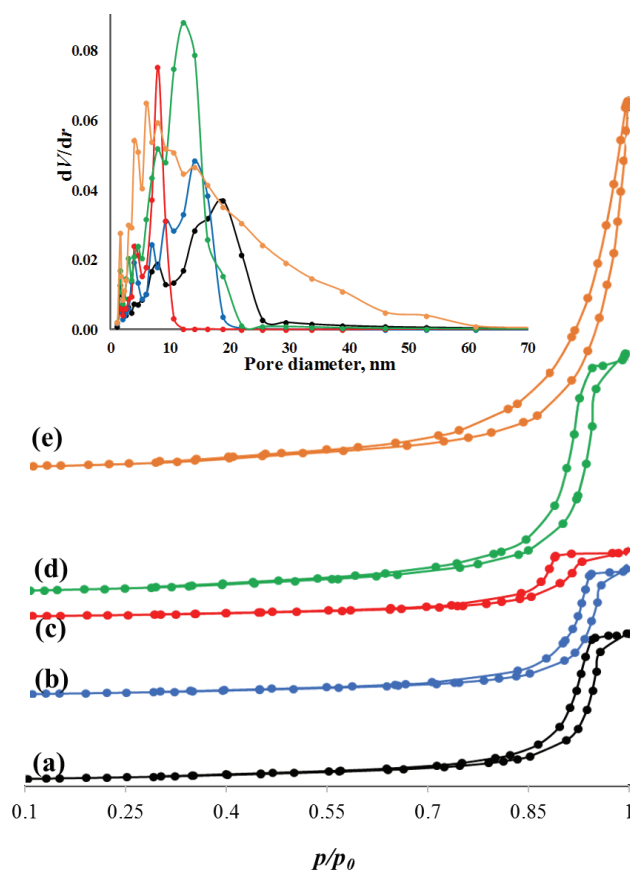 0.08
0.06
0.04
0.02
0.00
dV/dr
0 10 20 30 40 50 60 70
Pore diameter, nm
(e)
(d)
(c)
(b)
(a)
0.1 0.25 0.4 0.55 0.7 0.85 1
p/p0